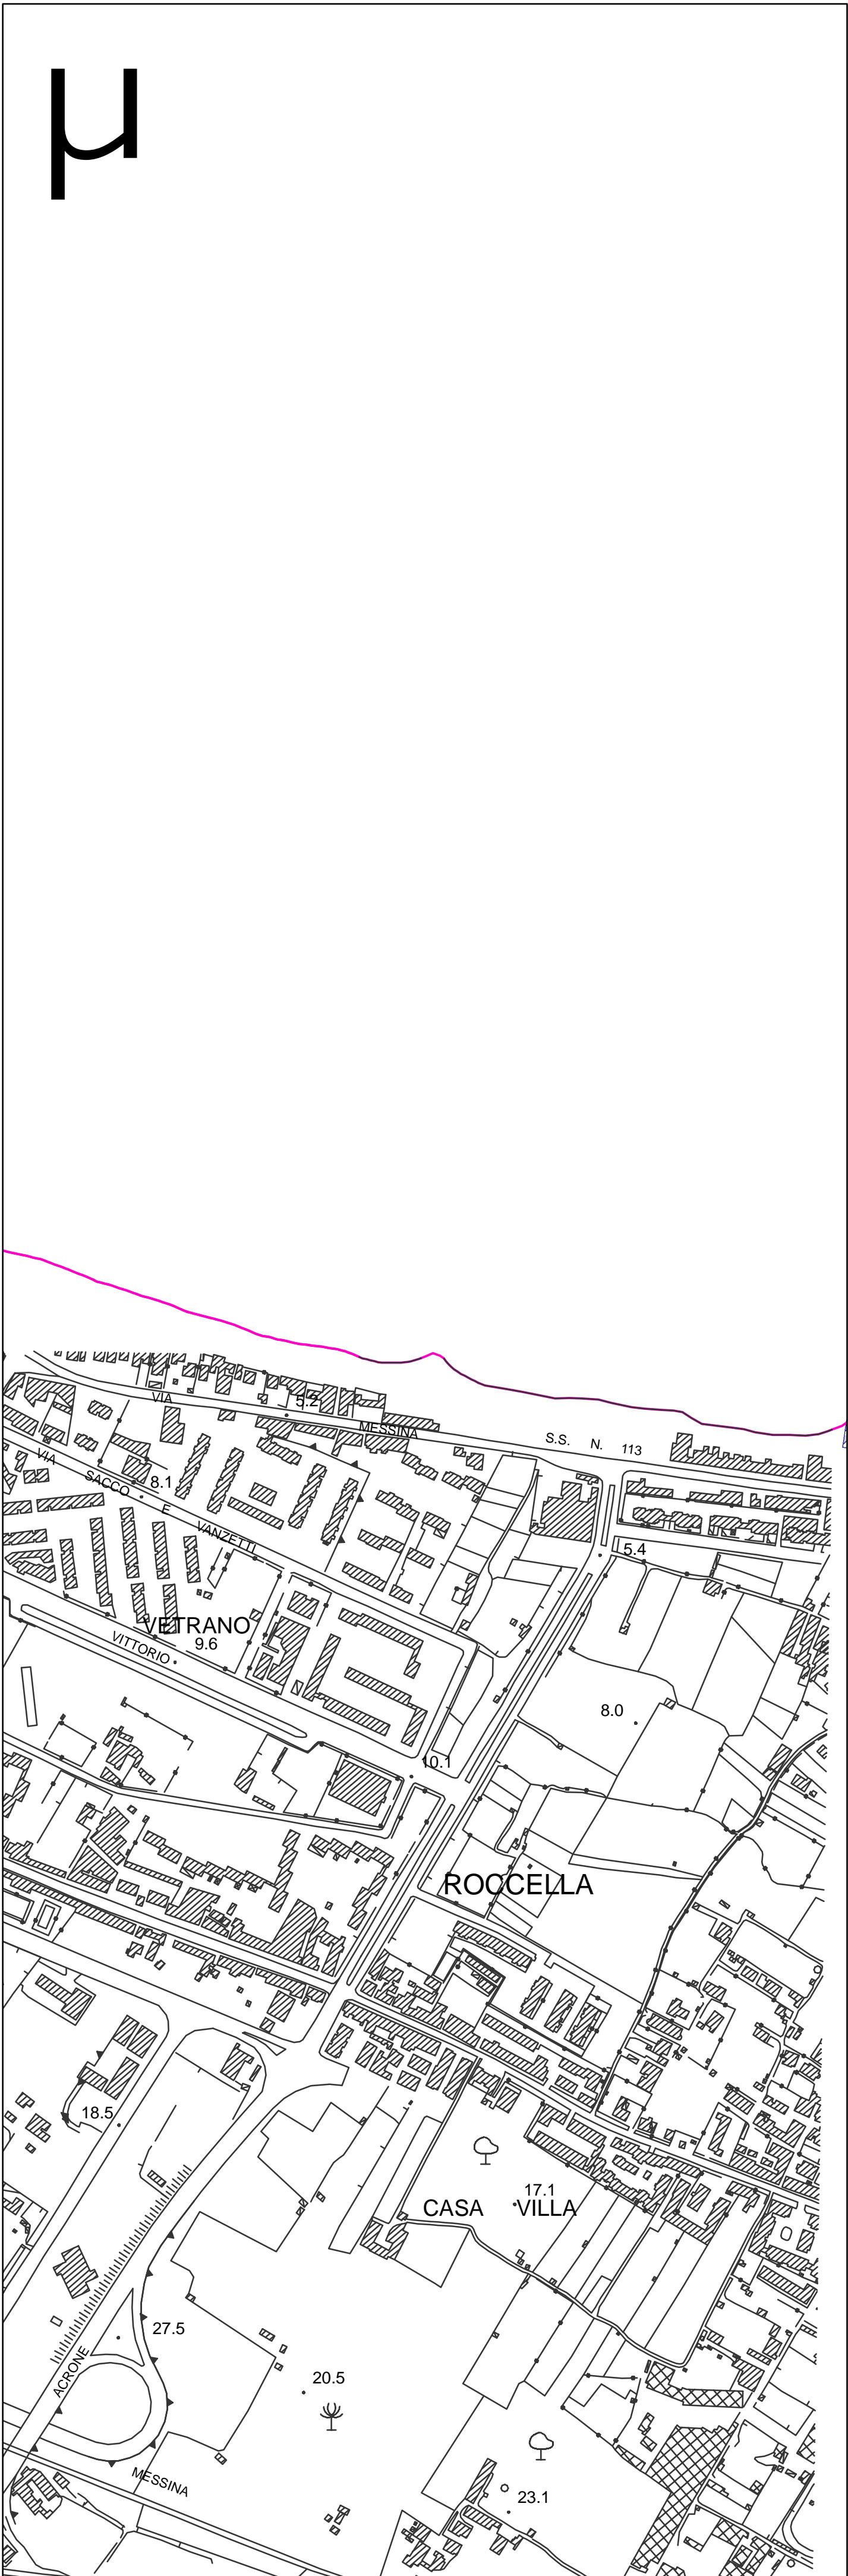 µ
5.2
VIA
MESSINA
S.S. N. 113
VIA
SACCO
8.1
E
VANZETTI
5.4
VETRANO
9.6
VITTORIO
8.0
10.1
ROCCELLA
18.5
17.1
CASA VILLA
27.5
ACRONE
20.5
MESSINA
23.1